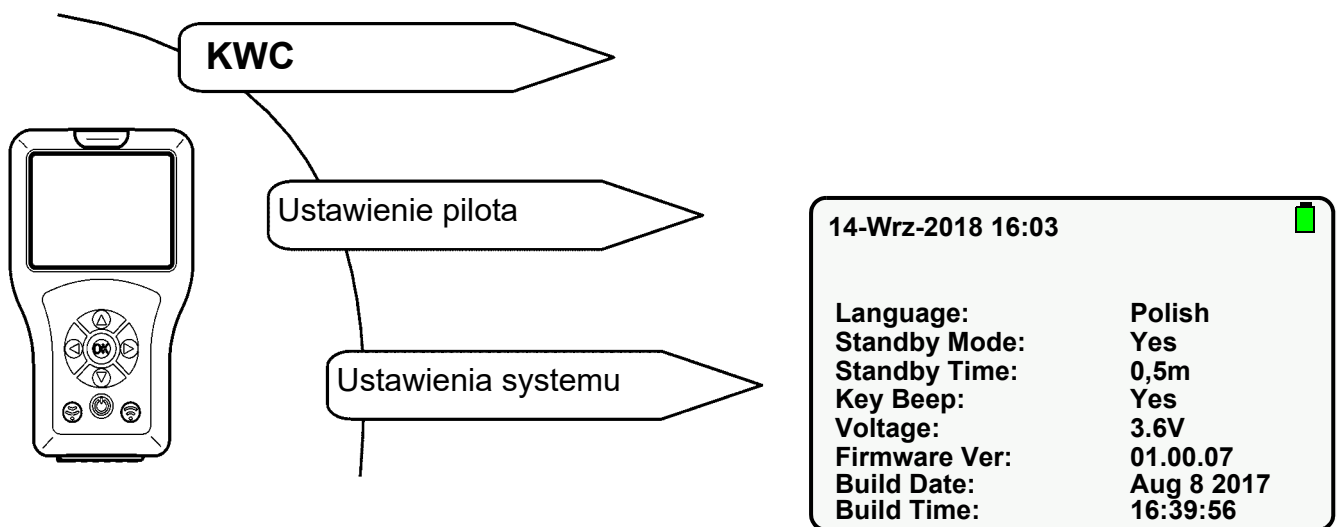 KWC
Ustawienie pilota
Ustawienia systemu
OK
14-Wrz-2018 16:03
Language: Polish
Standby Mode: Yes
Standby Time: 0,5m
Key Beep: Yes
Voltage: 3.6V
Firmware Ver: 01.00.07
Build Date: Aug 8 2017
Build Time: 16:39:56